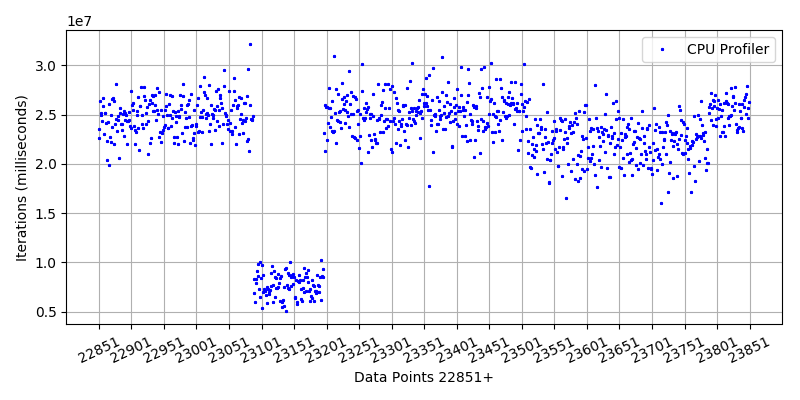 1e7
CPU Profiler
3.0
2.5
2.0
1.5
1.0
0.5
Iterations (milliseconds)
22851 22901 22951 23001 23051 23101 23151 23201 23251 23301 23351 23401 23451 23501 23551 23601 23651 23701 23751 23801 23851
Data Points 22851+